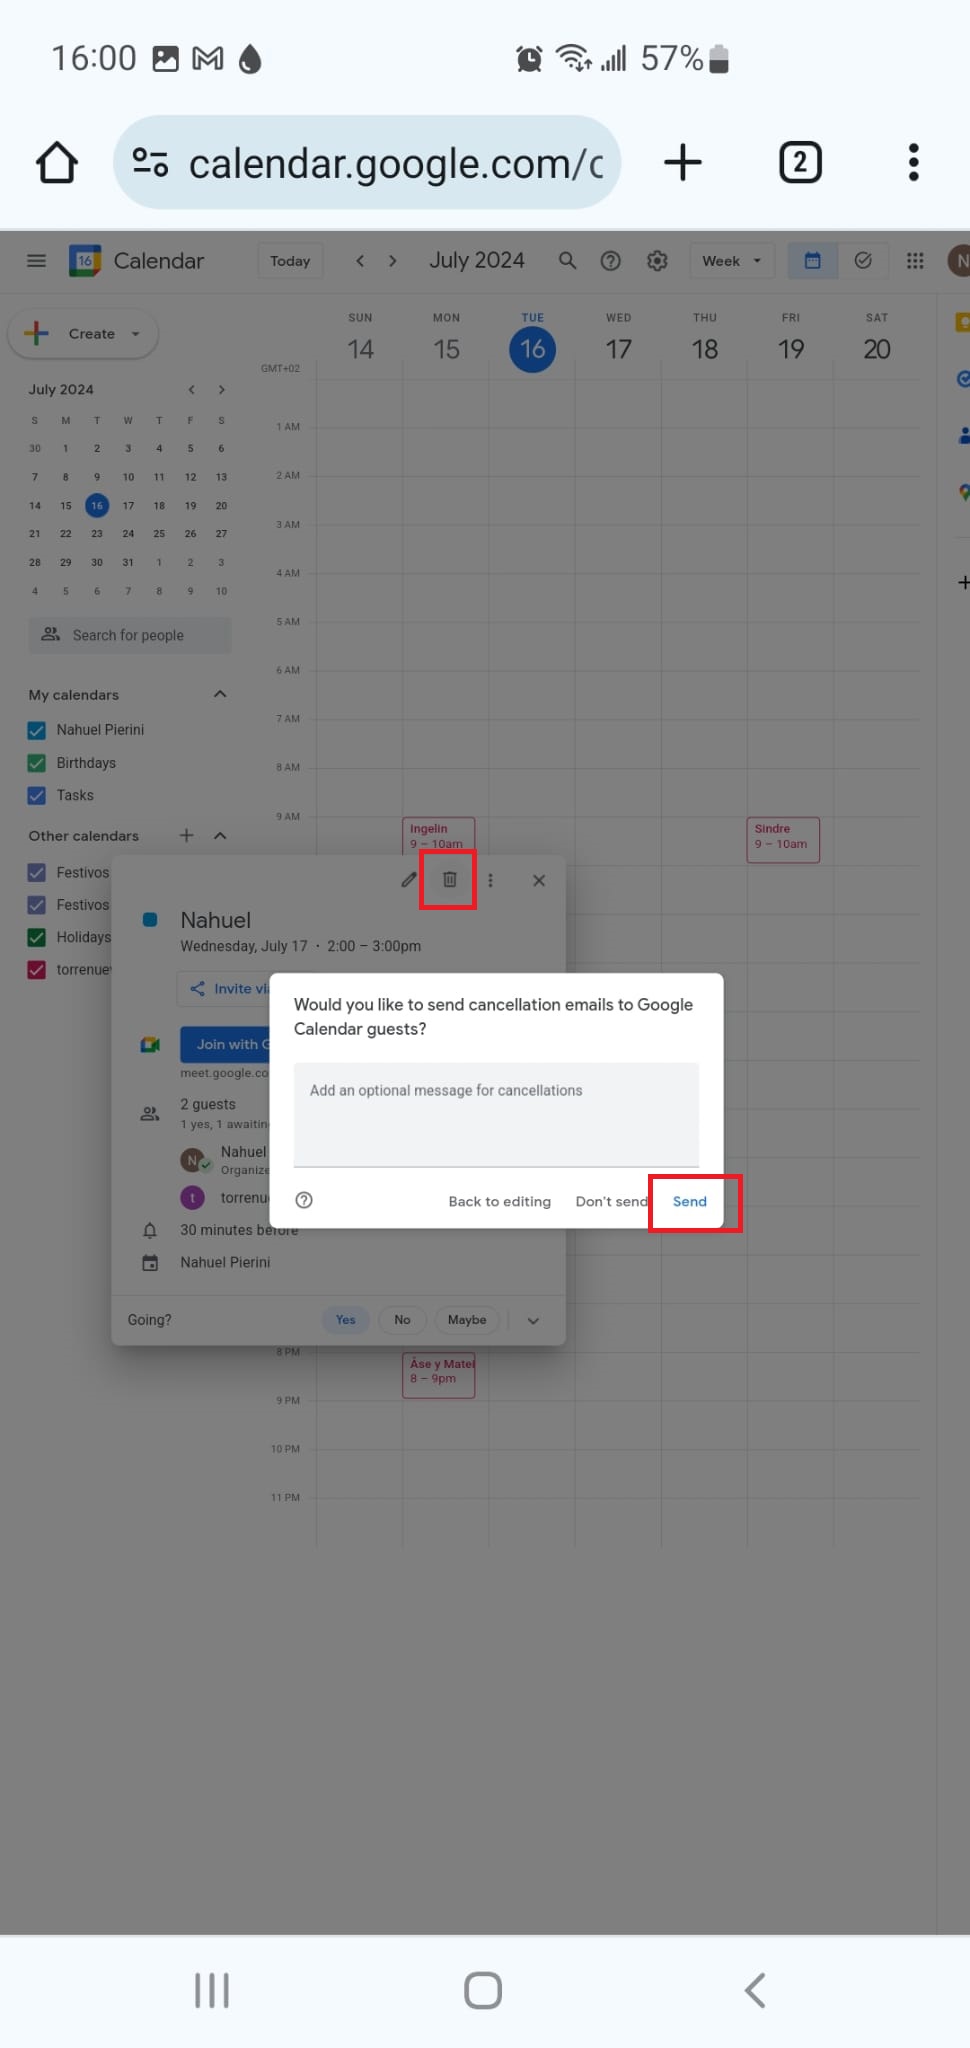 16:00
57%
calendar.google.com/c
2
16
Calendar
Today
July 2024
Week
N
Create
SUN
MON
TUE
WED
THU
FRI
SAT
14
15
16
17
18
19
20
GMT+02
July 2024
S M T W T F S
30 1 2 3 4 5 6
7 8 9 10 11 12 13
14 15 16 17 18 19 20
21 22 23 24 25 26 27
28 29 30 31 1 2 3
4 5 6 7 8 9 10
Search for people
My calendars
Nahuel Pierini
Birthdays
Tasks
Other calendars
Festivos
Festivos
Holidays
torrenue
1 AM
2 AM
3 AM
4 AM
5 AM
6 AM
7 AM
8 AM
9 AM
Ingelin
9 – 10am
Sindre
9 – 10am
Nahuel
Wednesday, July 17 · 2:00 – 3:00pm
Invite via
Join with G
meet.google.co
2 guests
1 yes, 1 awaitin
N
Nahuel
Organize
t
torrenu
30 minutes before
Nahuel Pierini
Going?
Yes
No
Maybe
Would you like to send cancellation emails to Google
Calendar guests?
Add an optional message for cancellations
Back to editing
Don't send
Send
8 PM
Åse y Matei
8 – 9pm
9 PM
10 PM
11 PM